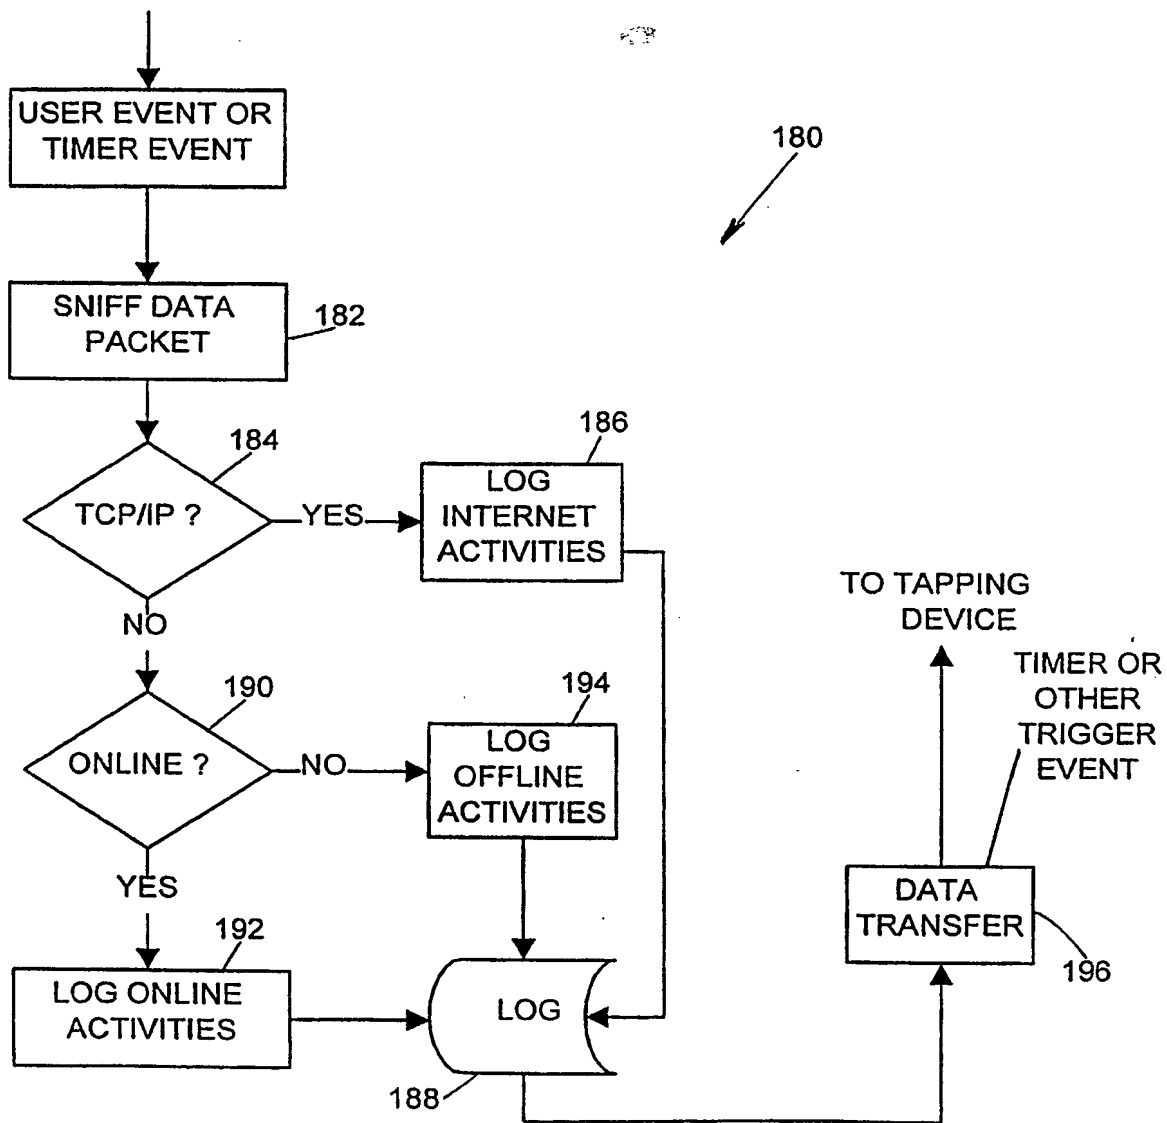 USER EVENT OR
TIMER EVENT
180
SNIFF DATA
PACKET
182
184
TCP/IP ?
YES
186
LOG
INTERNET
ACTIVITIES
NO
190
ONLINE ?
NO
194
LOG
OFFLINE
ACTIVITIES
YES
192
LOG ONLINE
ACTIVITIES
LOG
188
TO TAPPING
DEVICE
TIMER OR
OTHER
TRIGGER
EVENT
DATA
TRANSFER
196